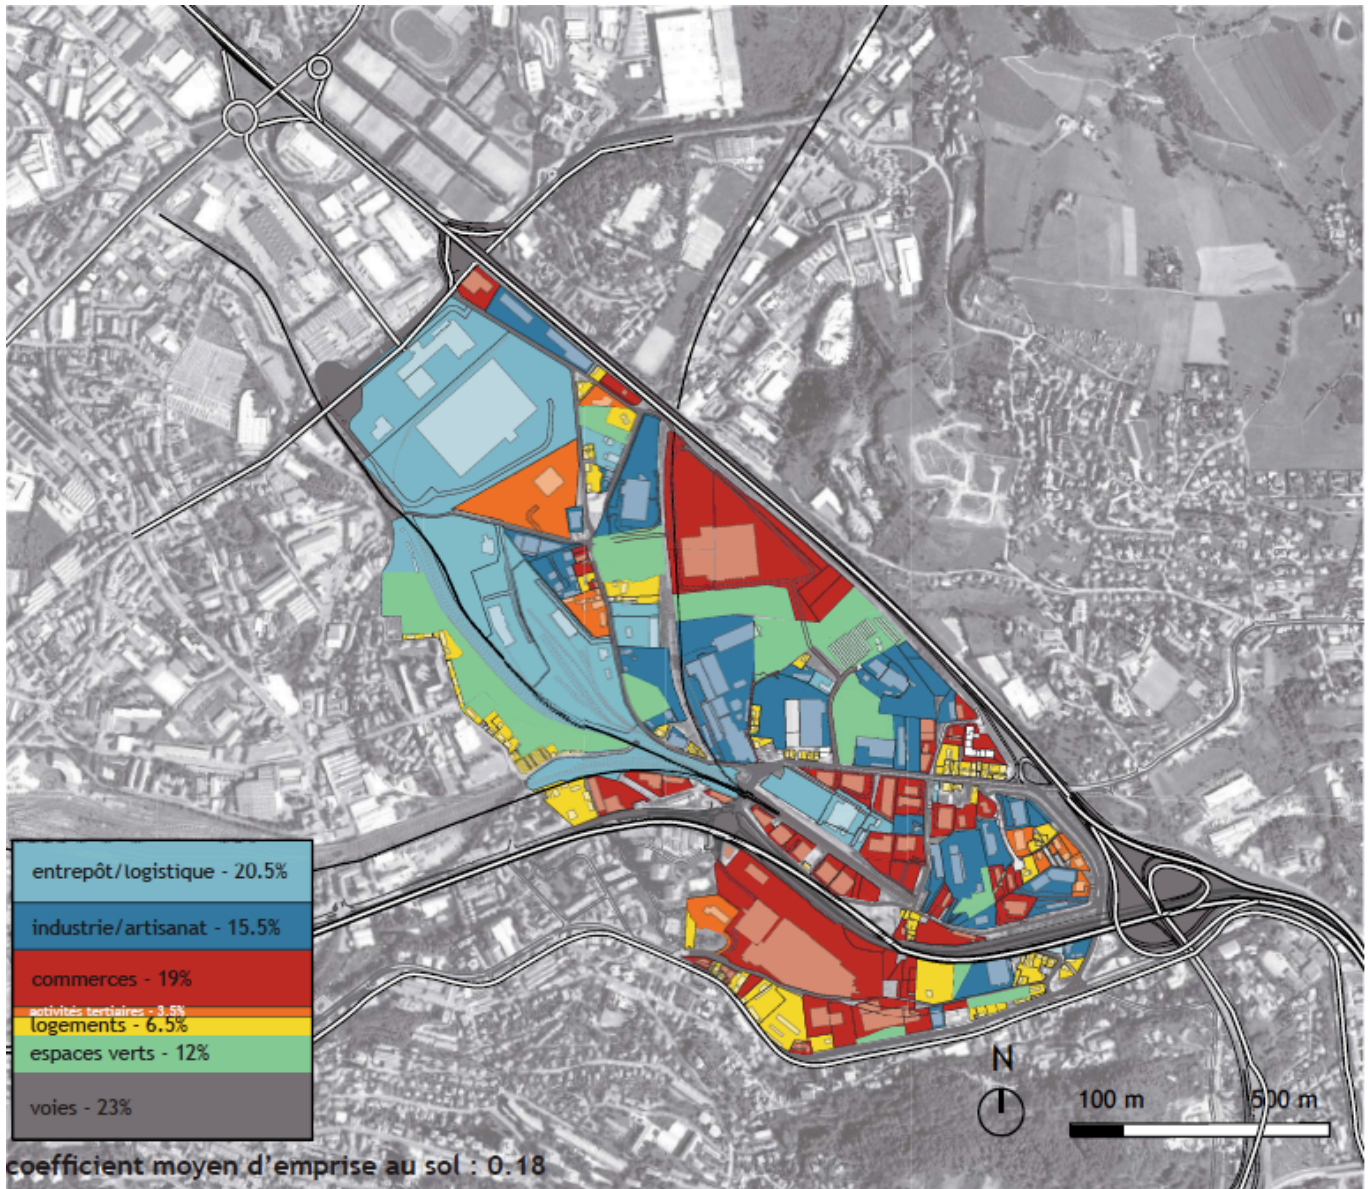 entrepôt/logistique - 20.5%
industrie/artisanat - 15.5%
commerces - 19%
activités tertiaires - 3.5%
logements - 6.5%
espaces verts - 12%
voies - 23%
N
100 m 500 m
coefficient moyen d'emprise au sol : 0.18